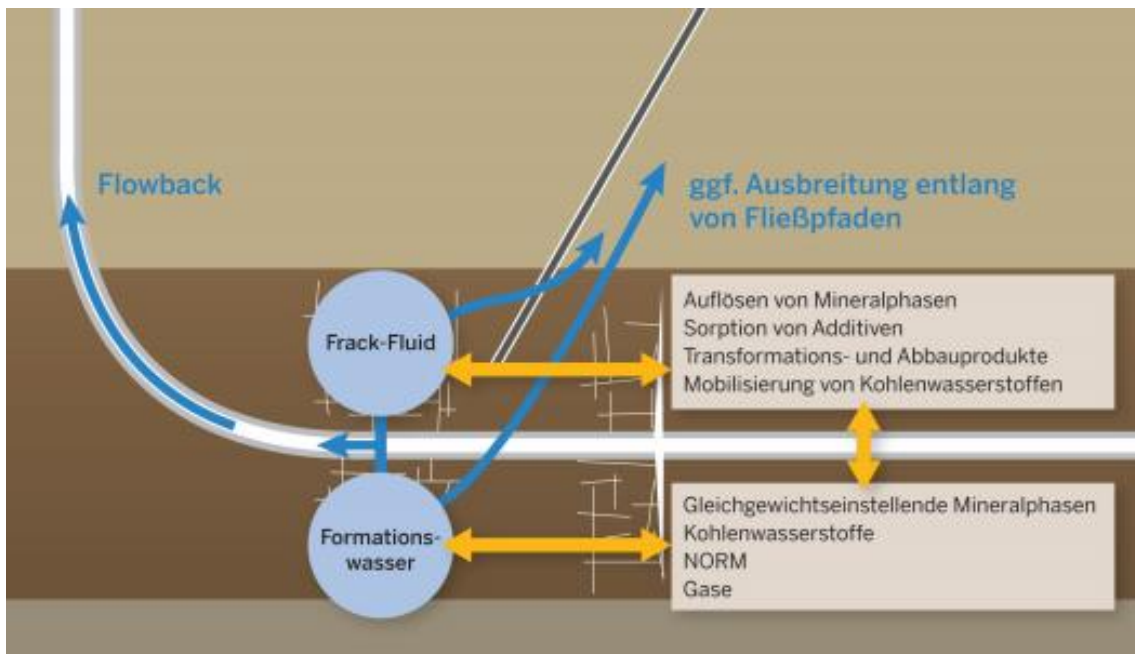 Flowback
ggf. Ausbreitung entlang
von Fließpfaden
Frack-Fluid
Auflösen von Mineralphasen
Sorption von Additiven
Transformations- und Abbauprodukte
Mobilisierung von Kohlenwasserstoffen
Formations-
wasser
Gleichgewichtseinstellende Mineralphasen
Kohlenwasserstoffe
NORM
Gase